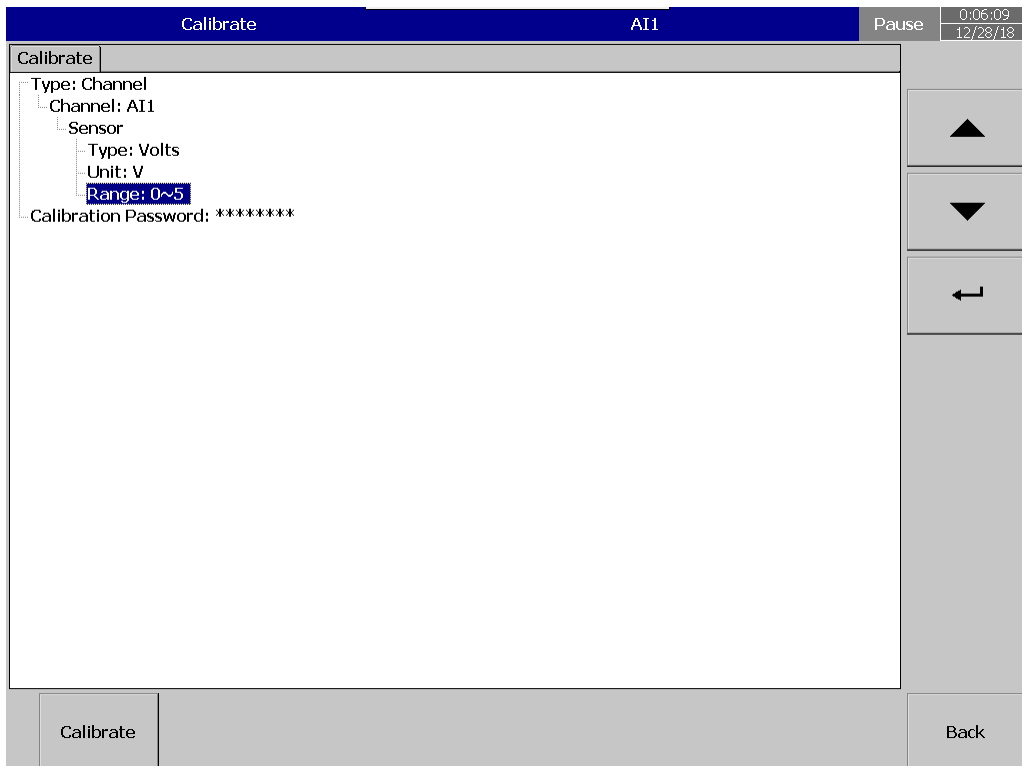 Calibrate AI1 Pause 0:06:09
12/28/18
Calibrate
Type: Channel
Channel: AI1
Sensor
Type: Volts
Unit: V
Range: 0~5
Calibration Password: ********
Calibrate Back